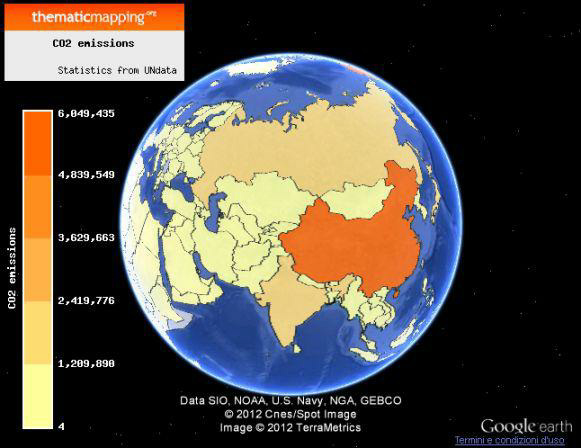 thematicmapping.org
CO2 emissions
Statistics from UNdata
6,049,435
4,839,549
3,629,663
2,419,776
1,209,890
4
CO2 emissions
Data SIO, NOAA, U.S. Navy, NGA, GEBCO
© 2012 Cnes/Spot Image
Image © 2012 TerraMetrics
Google earth
Termini e condizioni d'uso